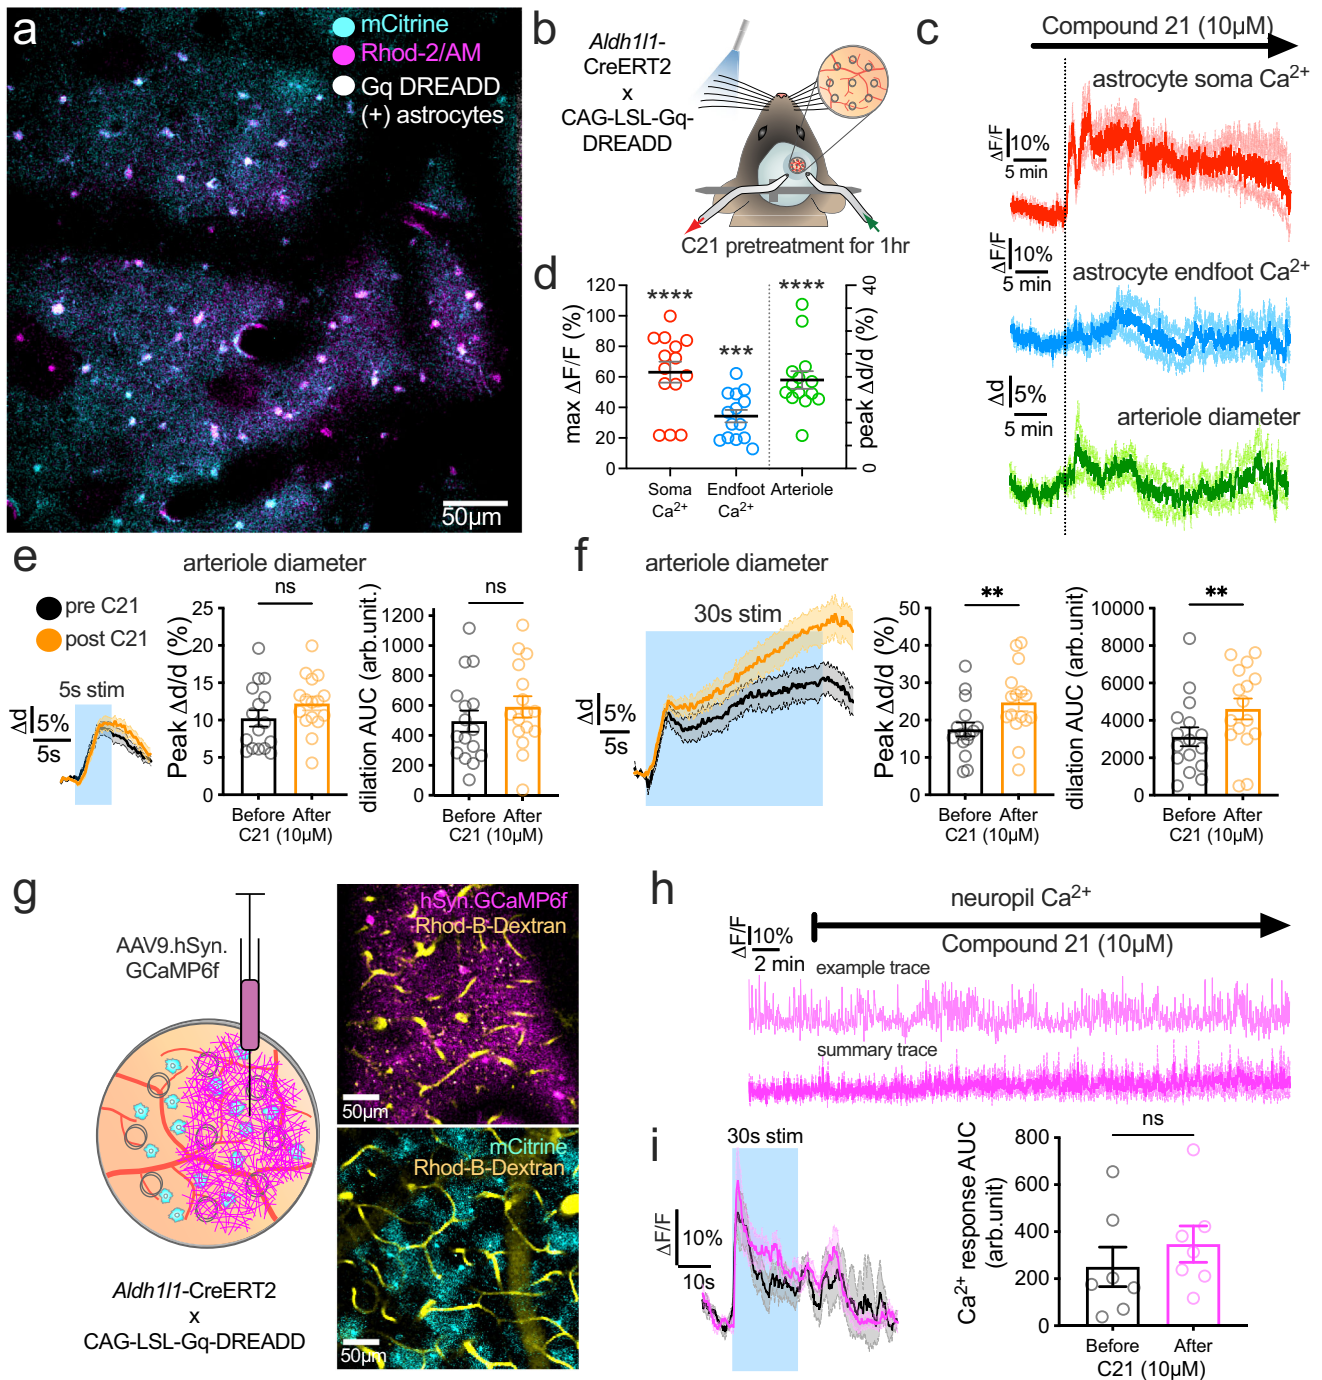 a
mCitrine
Rhod-2/AM
Gq DREADD
(+) astrocytes
50µm
b
Aldh1l1-
CreERT2
x
CAG-LSL-Gq-
DREADD
C21 pretreatment for 1hr
c
Compound 21 (10µM)
astrocyte soma Ca²⁺
ΔF/F
10%
5 min
astrocyte endfoot Ca²⁺
ΔF/F
10%
5 min
arteriole diameter
Δd
5%
5 min
d
max ΔF/F (%)
120
100
80
60
40
20
0
****
***
****
40
0
peak Δd/d (%)
Soma
Ca²⁺
Endfoot
Ca²⁺
Arteriole
e
arteriole diameter
pre C21
post C21
5s stim
Δd
5%
5s
Peak Δd/d (%)
25
20
15
10
5
0
ns
Before After
C21 (10µM)
dilation AUC (arb.unit.)
1200
1000
800
600
400
200
0
ns
Before After
C21 (10µM)
f
arteriole diameter
30s stim
Δd
5%
5s
Peak Δd/d (%)
50
40
30
20
10
0
**
Before After
C21 (10µM)
dilation AUC (arb.unit)
10000
8000
6000
4000
2000
0
**
Before After
C21 (10µM)
g
AAV9.hSyn.
GCaMP6f
Aldh1l1-CreERT2
x
CAG-LSL-Gq-DREADD
hSyn.GCaMP6f
Rhod-B-Dextran
50µm
mCitrine
Rhod-B-Dextran
50µm
h
neuropil Ca²⁺
Compound 21 (10µM)
ΔF/F
10%
2 min
example trace
summary trace
i
30s stim
ΔF/F
10%
10s
Ca²⁺ response AUC
(arb.unit)
800
600
400
200
0
ns
Before After
C21 (10µM)